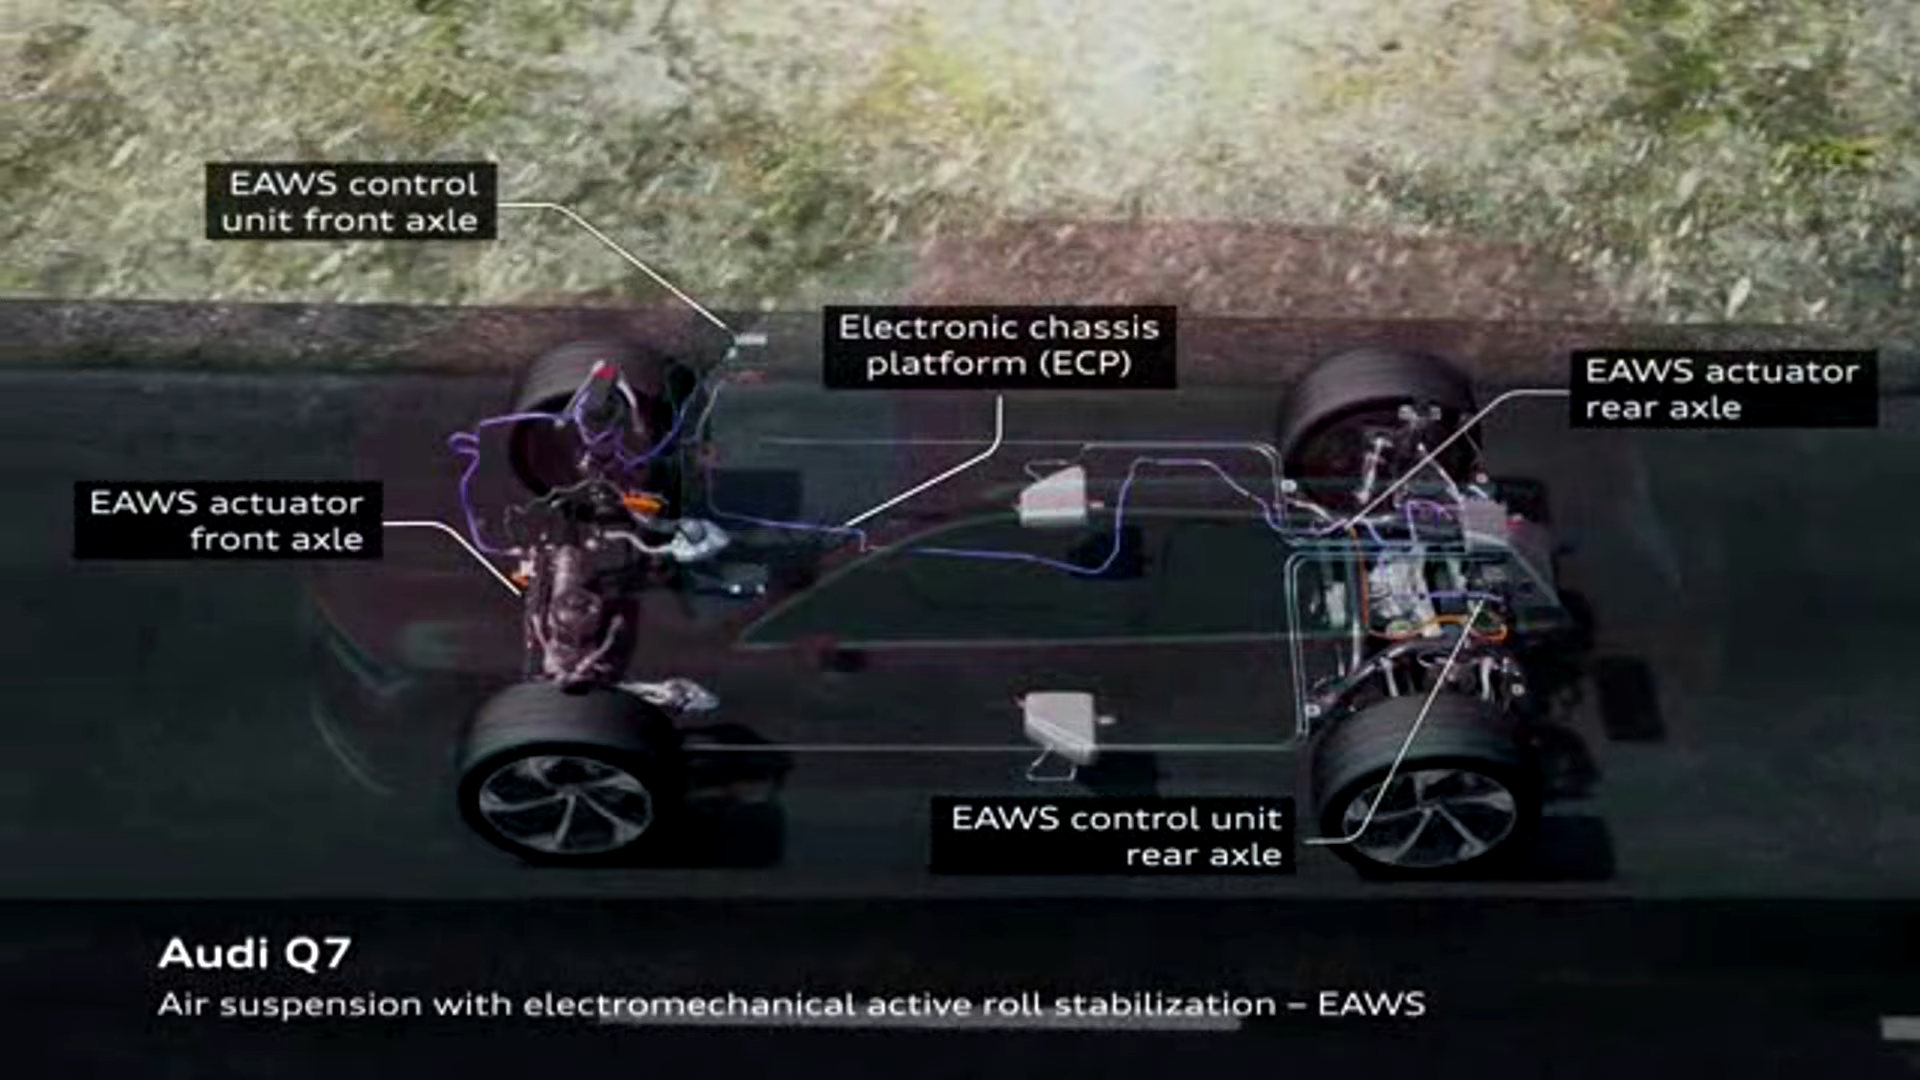 EAWS control
unit front axle
Electronic chassis
platform (ECP)
EAWS actuator
rear axle
EAWS actuator
front axle
EAWS control unit
rear axle
Audi Q7
Air suspension with electromechanical active roll stabilization – EAWS